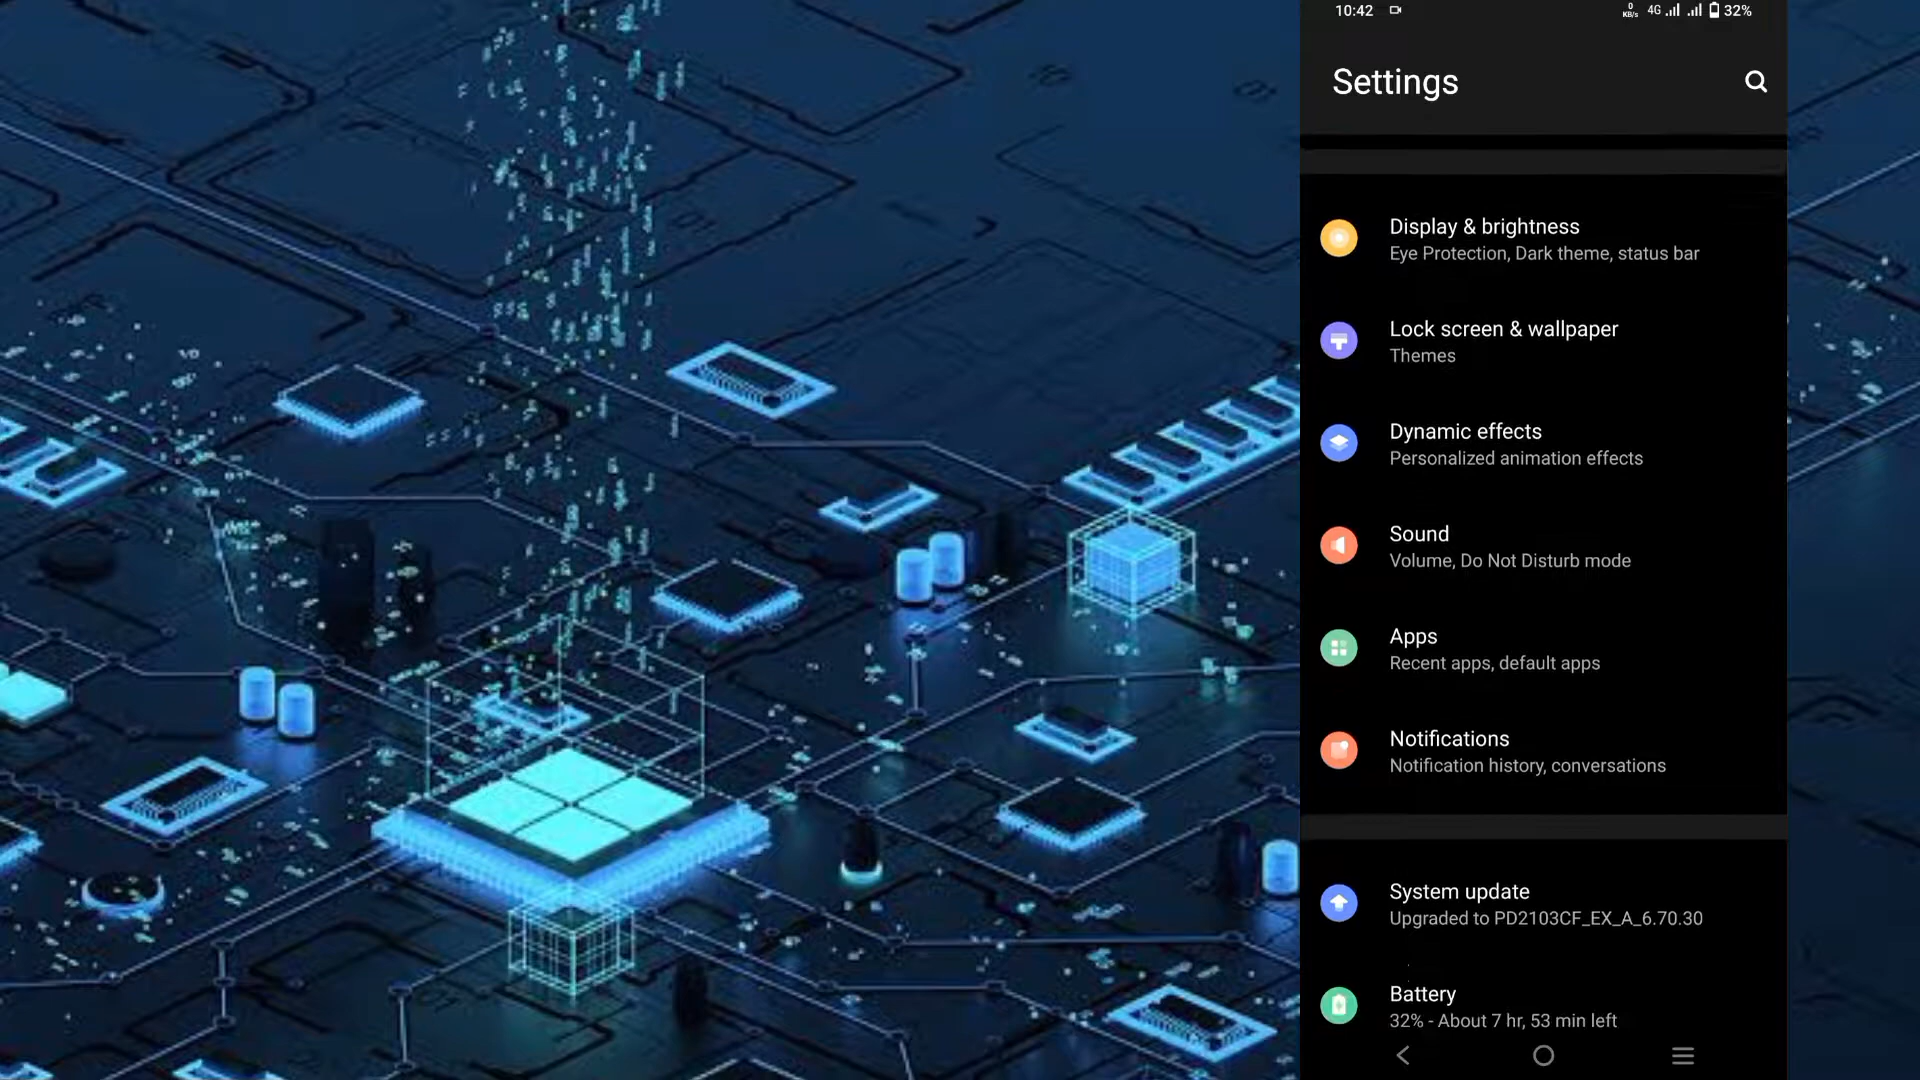 10:42
0 KB/s 4G 32%
Settings
Display & brightness
Eye Protection, Dark theme, status bar
Lock screen & wallpaper
Themes
Dynamic effects
Personalized animation effects
Sound
Volume, Do Not Disturb mode
Apps
Recent apps, default apps
Notifications
Notification history, conversations
System update
Upgraded to PD2103CF_EX_A_6.70.30
Battery
32% - About 7 hr, 53 min left